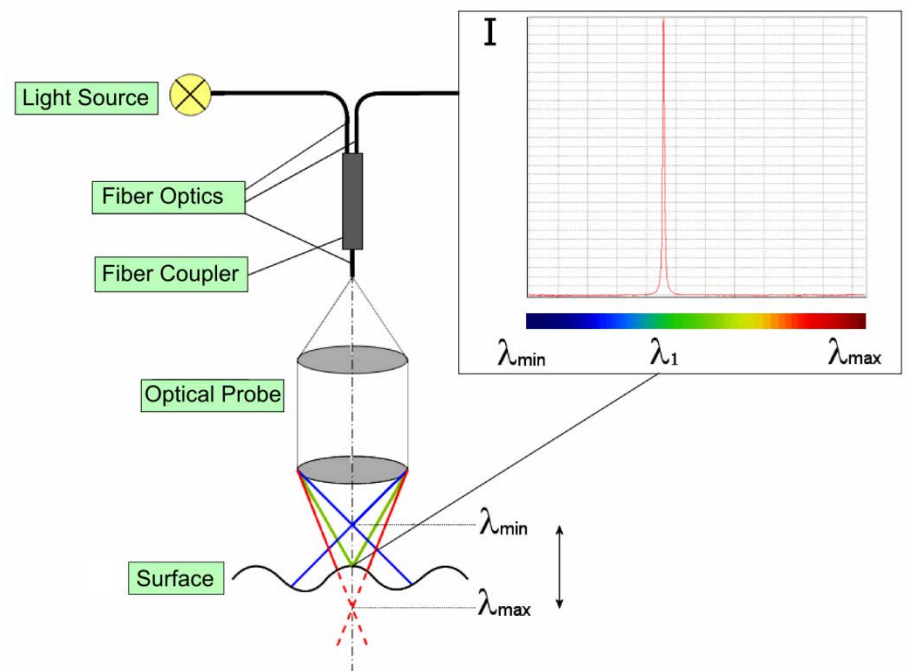 I
Light Source
Fiber Optics
Fiber Coupler
λmin λ1 λmax
Optical Probe
λmin
Surface
λmax